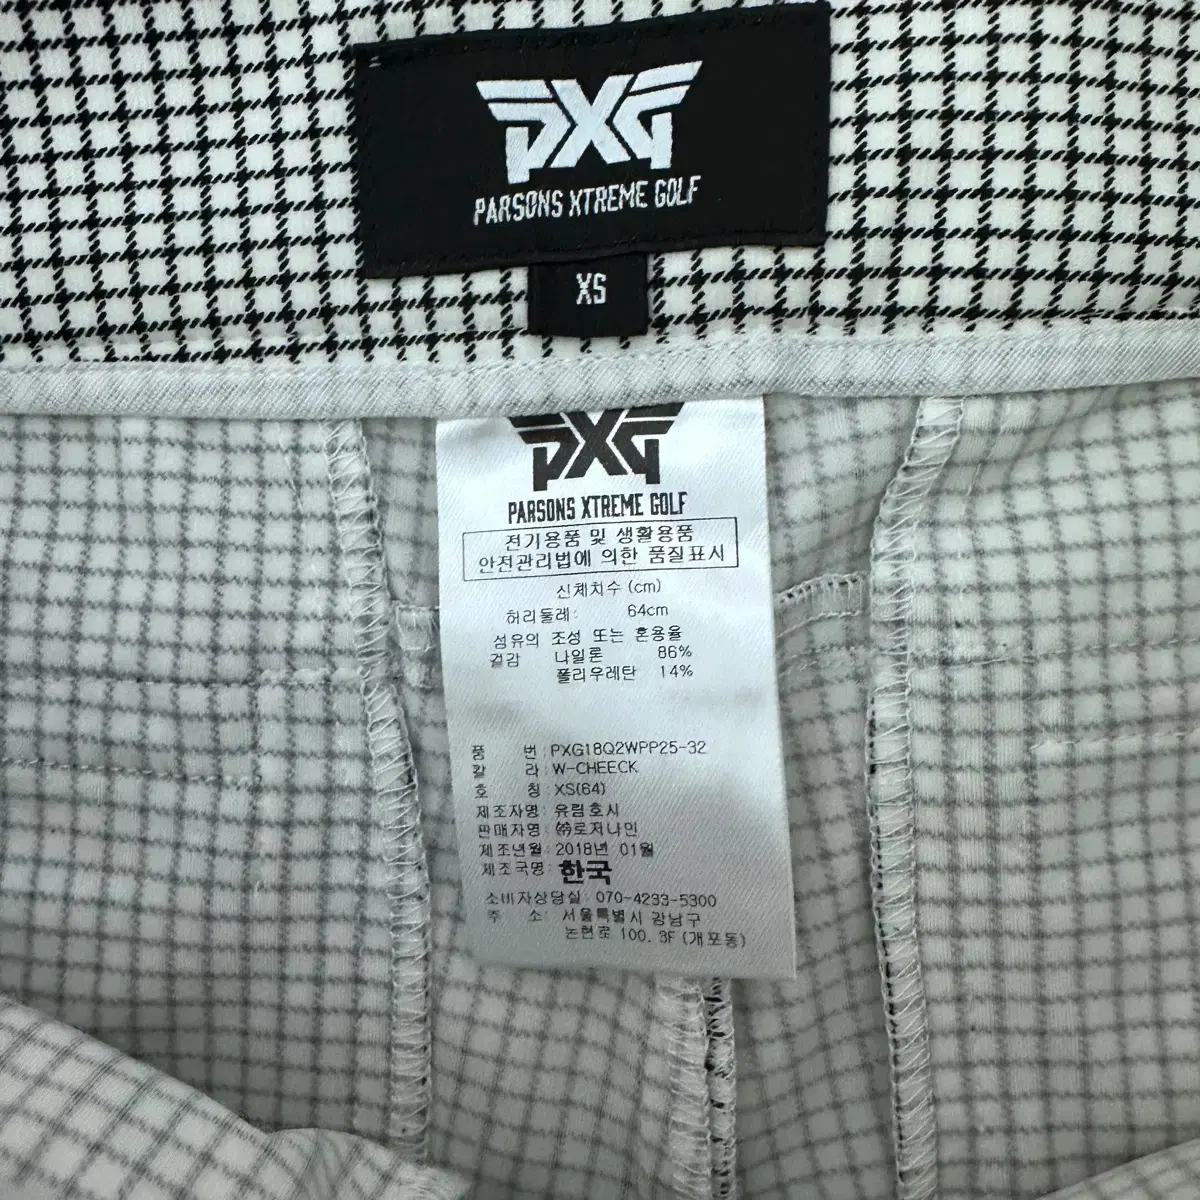 PXG
PARSONS XTREME GOLF
XS
PXG
PARSONS XTREME GOLF
전기용품 및 생활용품
안전관리법에 의한 품질표시
신체치수 (cm)
허리둘레: 64cm
섬유의 조성 또는 혼용율
겉감 나일론 86%
폴리우레탄 14%
품 번: PXG18Q2WPP25-32
칼 라: W-CHEECK
호 칭: XS(64)
제조자명: 유림호시
판매자명: ㈜로저나인
제조년월: 2018년 01월
제조국명: 한국
소비자상담실: 070-4233-5300
주 소: 서울특별시 강남구
논현로 100. 3F (개포동)